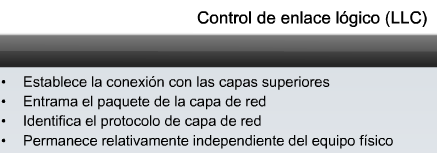 Control de enlace lógico (LLC)
• Establece la conexión con las capas superiores
• Entrama el paquete de la capa de red
• Identifica el protocolo de capa de red
• Permanece relativamente independiente del equipo físico